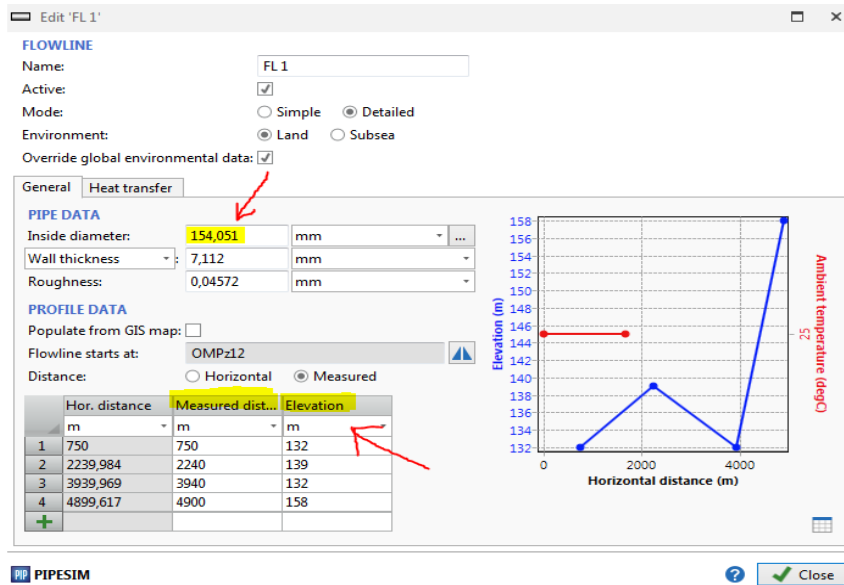 Edit 'FL 1'
FLOWLINE
Name: FL 1
Active:
Mode: Simple Detailed
Environment: Land Subsea
Override global environmental data:
General Heat transfer
PIPE DATA
Inside diameter: 154,051 mm ...
Wall thickness : 7,112 mm
Roughness: 0,04572 mm
PROFILE DATA
Populate from GIS map:
Flowline starts at: OMPz12
Distance: Horizontal Measured
Hor. distance Measured dist... Elevation
m m m
1 750 750 132
2 2239,984 2240 139
3 3939,969 3940 132
4 4899,617 4900 158
Elevation (m)
158
156
154
152
150
148
146
144
142
140
138
136
134
132
0 2000 4000
Horizontal distance (m)
25
Ambient temperature (degC)
PIP PIPESIM
? Close